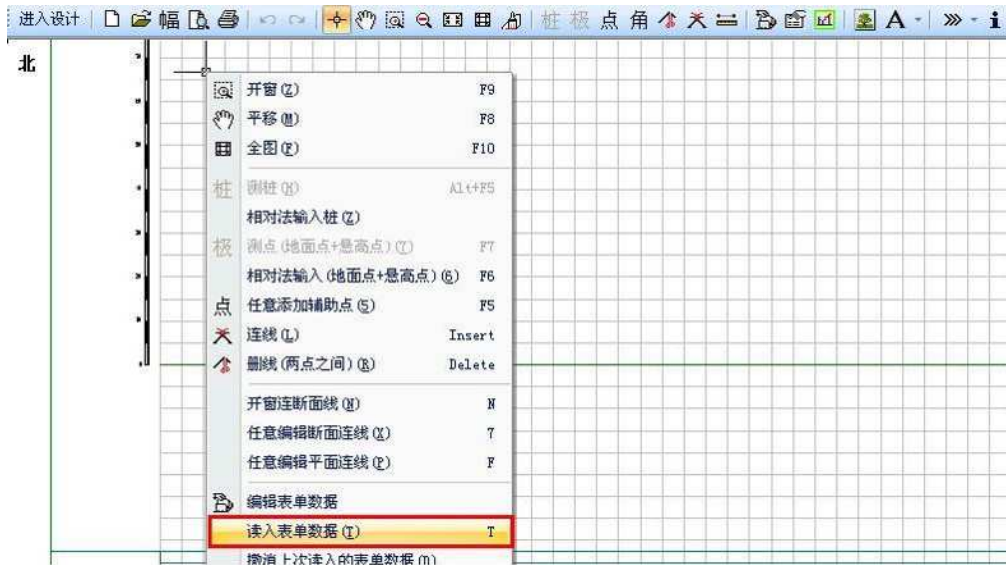 进入设计 幅 桩 极 点 角 A i
北
开窗(Z) F9
平移(M) F8
全图(F) F10
桩 测桩(H) Alt+F5
相对法输入桩(Z)
极 测点(地面点+悬高点)(T) F7
相对法输入(地面点+悬高点)(6) F6
点 任意添加辅助点(5) F5
连线(L) Insert
删线(两点之间)(R) Delete
开窗连断面线(N) N
任意编辑断面连线(X) 7
任意编辑平面连线(P) F
编辑表单数据
读入表单数据(T) T
撤消上次读入的表单数据(D)